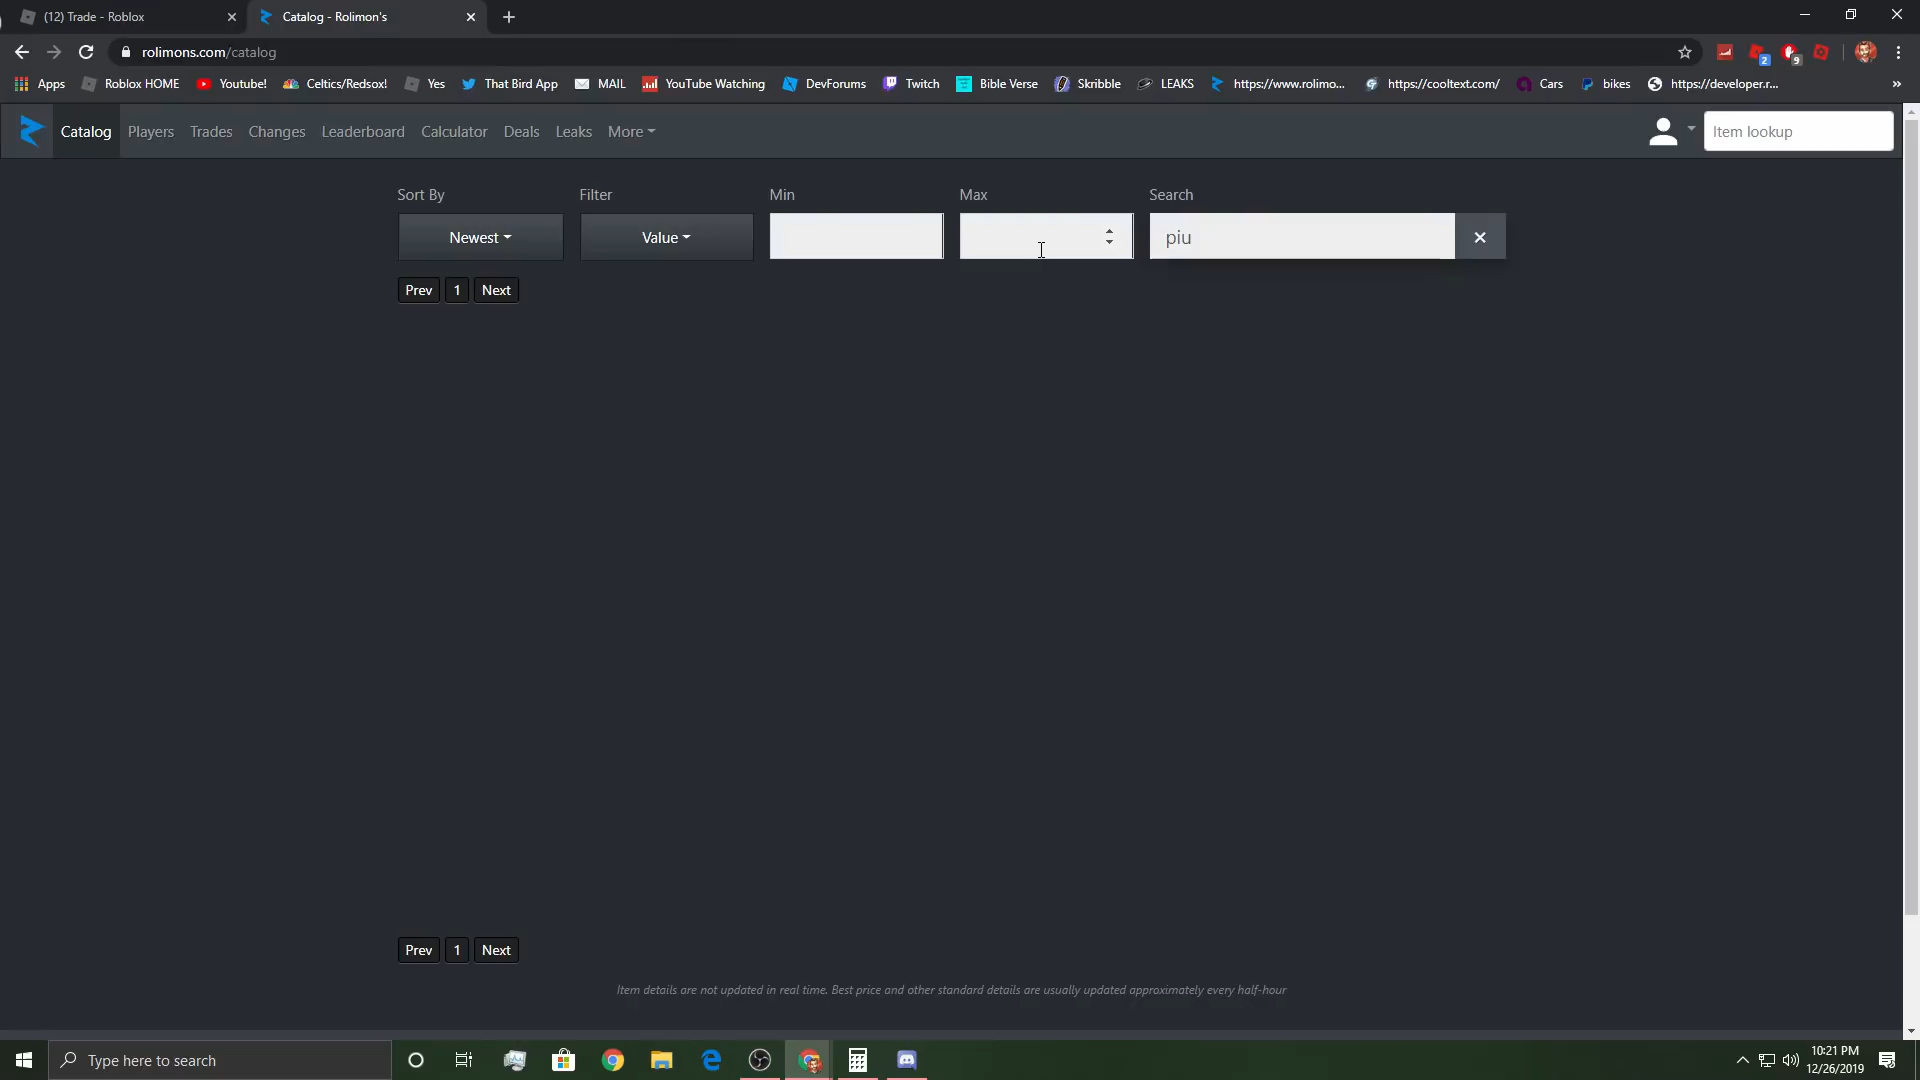 (12) Trade - Roblox
Catalog - Rolimon's
rolimons.com/catalog
2
9
Apps
Roblox HOME
Youtube!
Celtics/Redsox!
Yes
That Bird App
MAIL
YouTube Watching
DevForums
Twitch
Bible Verse
Skribble
LEAKS
https://www.rolimo...
https://cooltext.com/
Cars
bikes
https://developer.r...
»
Catalog
Players
Trades
Changes
Leaderboard
Calculator
Deals
Leaks
More
Item lookup
Sort By
Filter
Min
Max
Search
Newest
Value
piu
Prev 1 Next
Prev 1 Next
Item details are not updated in real time. Best price and other standard details are usually updated approximately every half-hour
Type here to search
10:21 PM
12/26/2019